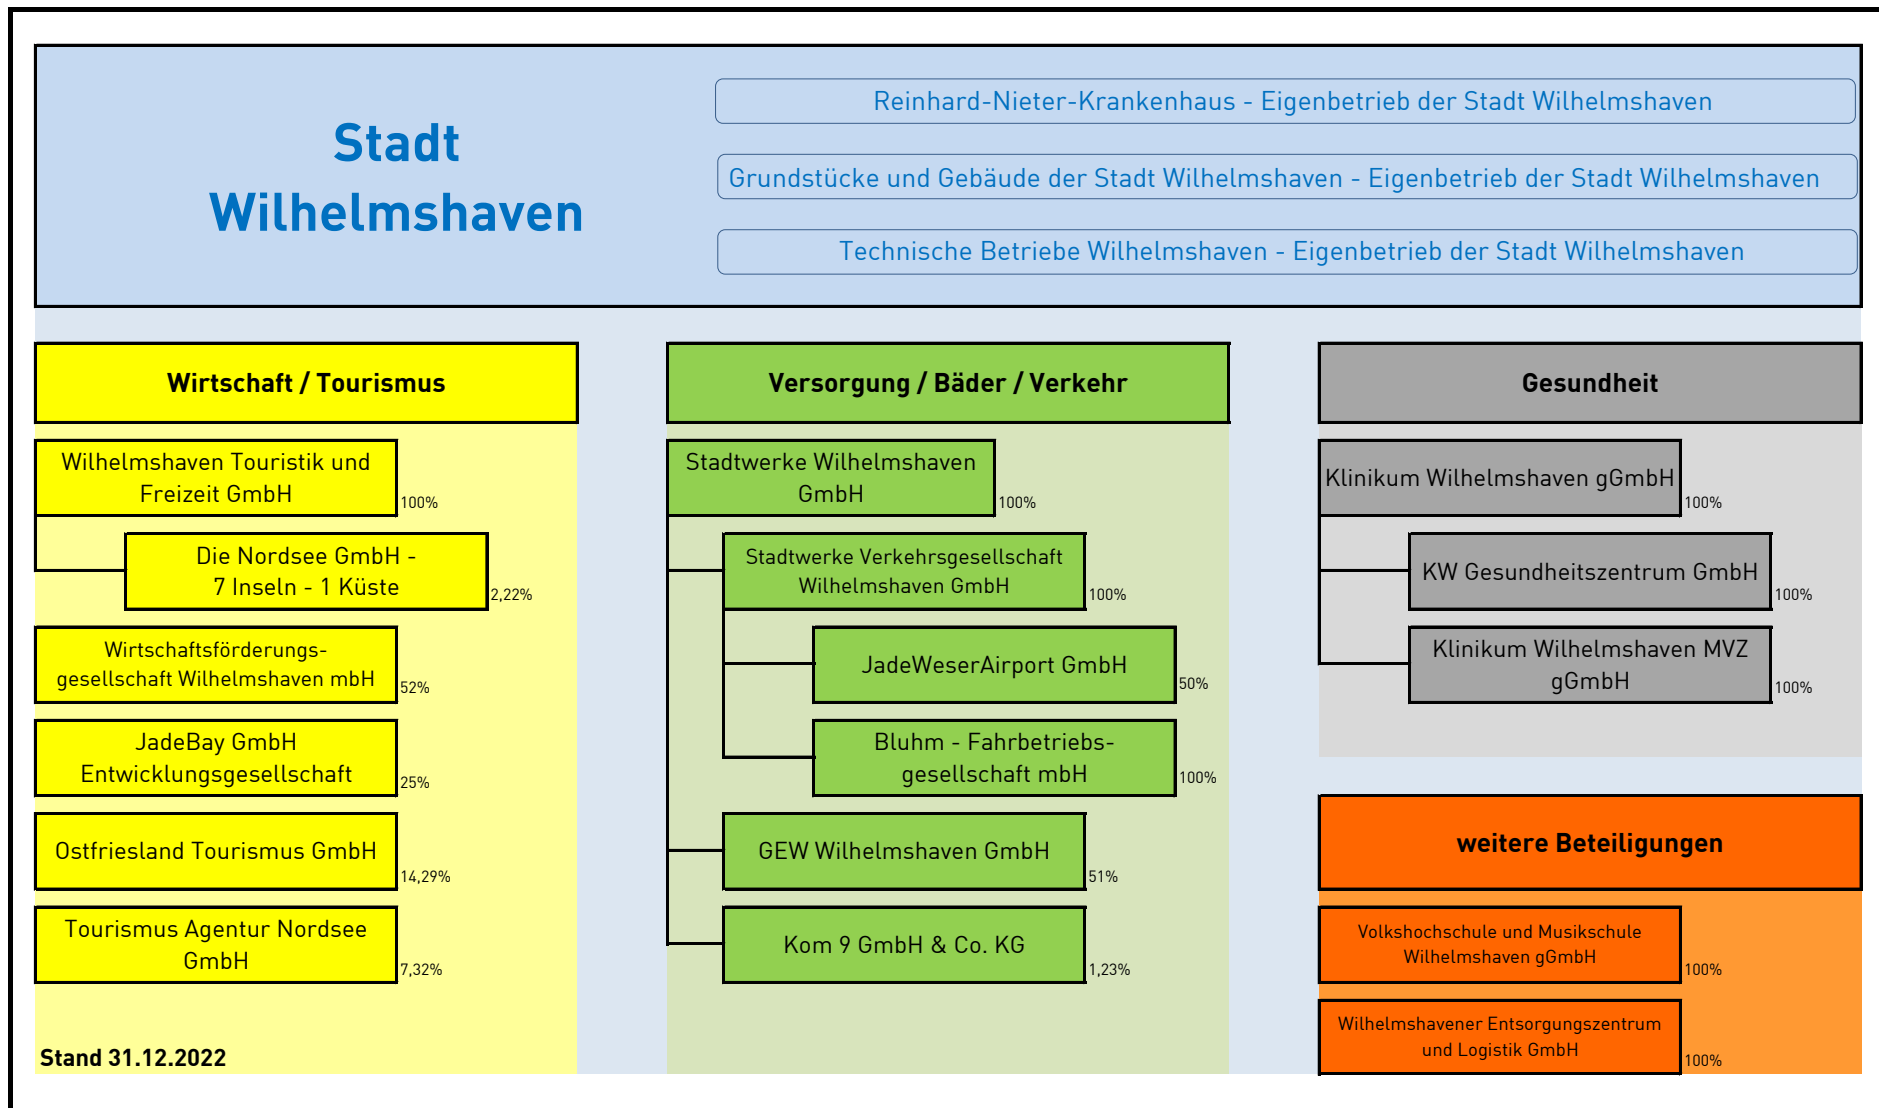 Stadt
Wilhelmshaven
Reinhard-Nieter-Krankenhaus - Eigenbetrieb der Stadt Wilhelmshaven
Grundstücke und Gebäude der Stadt Wilhelmshaven - Eigenbetrieb der Stadt Wilhelmshaven
Technische Betriebe Wilhelmshaven - Eigenbetrieb der Stadt Wilhelmshaven
Wirtschaft / Tourismus
Wilhelmshaven Touristik und
Freizeit GmbH
100%
Die Nordsee GmbH -
7 Inseln - 1 Küste
2,22%
Wirtschaftsförderungs-
gesellschaft Wilhelmshaven mbH
52%
JadeBay GmbH
Entwicklungsgesellschaft
25%
Ostfriesland Tourismus GmbH
14,29%
Tourismus Agentur Nordsee
GmbH
7,32%
Stand 31.12.2022
Versorgung / Bäder / Verkehr
Stadtwerke Wilhelmshaven
GmbH
100%
Stadtwerke Verkehrsgesellschaft
Wilhelmshaven GmbH
100%
JadeWeserAirport GmbH
50%
Bluhm - Fahrbetriebs-
gesellschaft mbH
100%
GEW Wilhelmshaven GmbH
51%
Kom 9 GmbH & Co. KG
1,23%
Gesundheit
Klinikum Wilhelmshaven gGmbH
100%
KW Gesundheitszentrum GmbH
100%
Klinikum Wilhelmshaven MVZ
gGmbH
100%
weitere Beteiligungen
Volkshochschule und Musikschule
Wilhelmshaven gGmbH
100%
Wilhelmshavener Entsorgungszentrum
und Logistik GmbH
100%